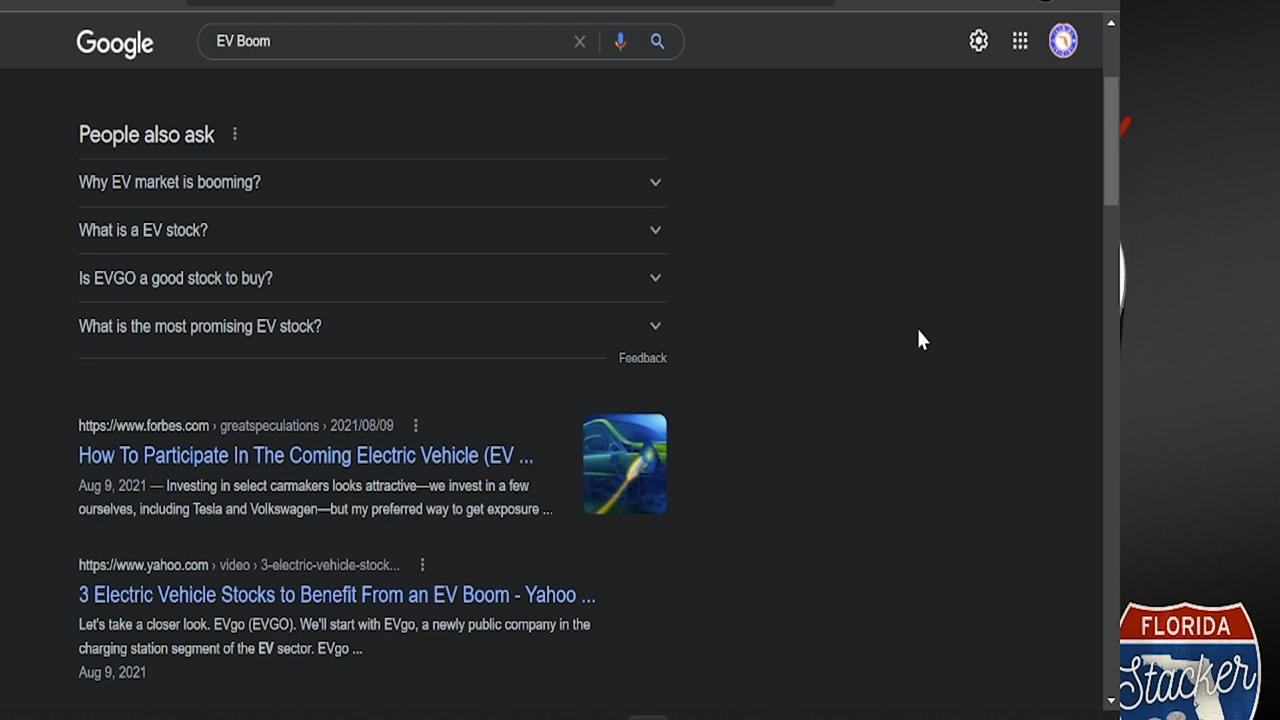 Google
EV Boom
People also ask
Why EV market is booming?
What is a EV stock?
Is EVGO a good stock to buy?
What is the most promising EV stock?
Feedback
https://www.forbes.com › greatspeculations › 2021/08/09
How To Participate In The Coming Electric Vehicle (EV ...
Aug 9, 2021 — Investing in select carmakers looks attractive—we invest in a few
ourselves, including Tesla and Volkswagen—but my preferred way to get exposure ...
https://www.yahoo.com › video › 3-electric-vehicle-stock...
3 Electric Vehicle Stocks to Benefit From an EV Boom - Yahoo ...
Let's take a closer look. EVgo (EVGO). We'll start with EVgo, a newly public company in the
charging station segment of the EV sector. EVgo ...
Aug 9, 2021
FLORIDA
Stacker